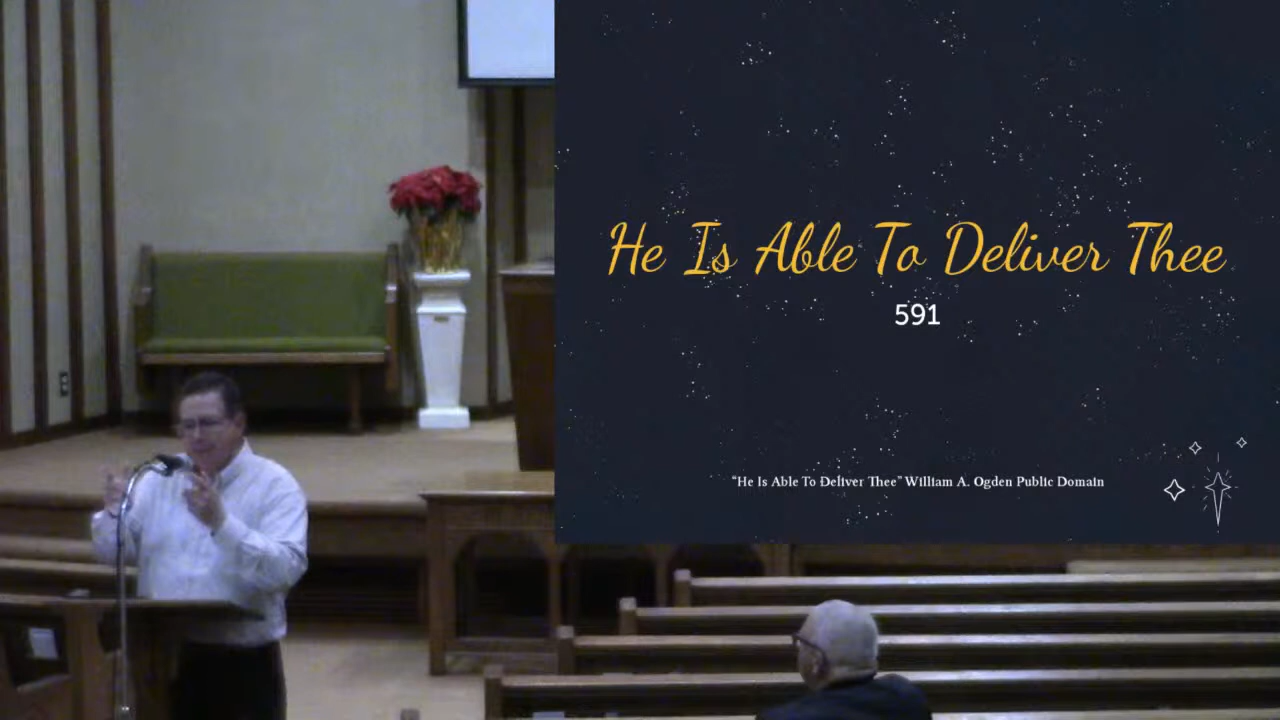 He Is Able To Deliver Thee
591
“He Is Able To Deliver Thee” William A. Ogden Public Domain